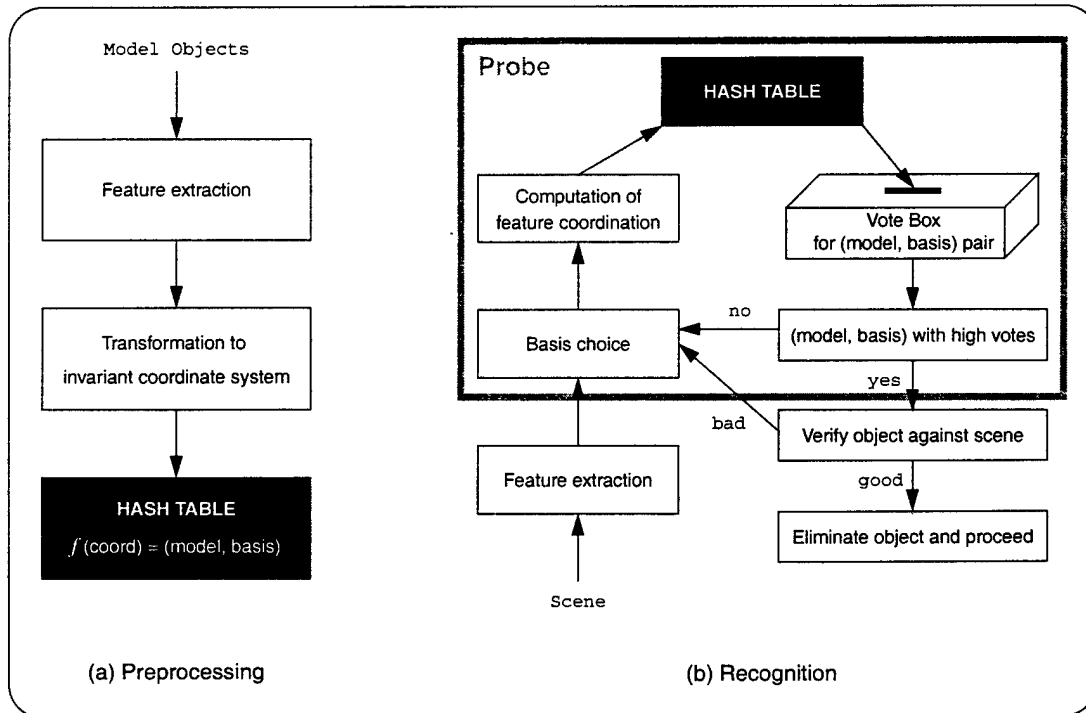 Model Objects
Feature extraction
Transformation to
invariant coordinate system
HASH TABLE
f (coord) = (model, basis)
(a) Preprocessing
Probe
HASH TABLE
Computation of
feature coordination
Vote Box
for (model, basis) pair
Basis choice
no
(model, basis) with high votes
yes
bad
Verify object against scene
Feature extraction
good
Eliminate object and proceed
Scene
(b) Recognition